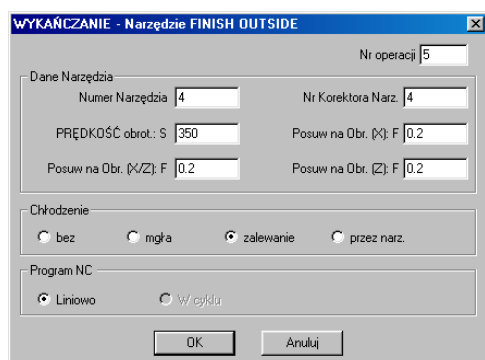 WYKAŃCZANIE - Narzędzie FINISH OUTSIDE
Nr operacji 5
Dane Narzędzia
Numer Narzędzia 4 Nr Korektora Narz. 4
PRĘDKOŚĆ obrot.: S 350 Posuw na Obr. (X): F 0.2
Posuw na Obr. (X/Z): F 0.2 Posuw na Obr. (Z): F 0.2
Chłodzenie
bez mgła zalewanie przez narz.
Program NC
Liniowo W cyklu
OK Anuluj